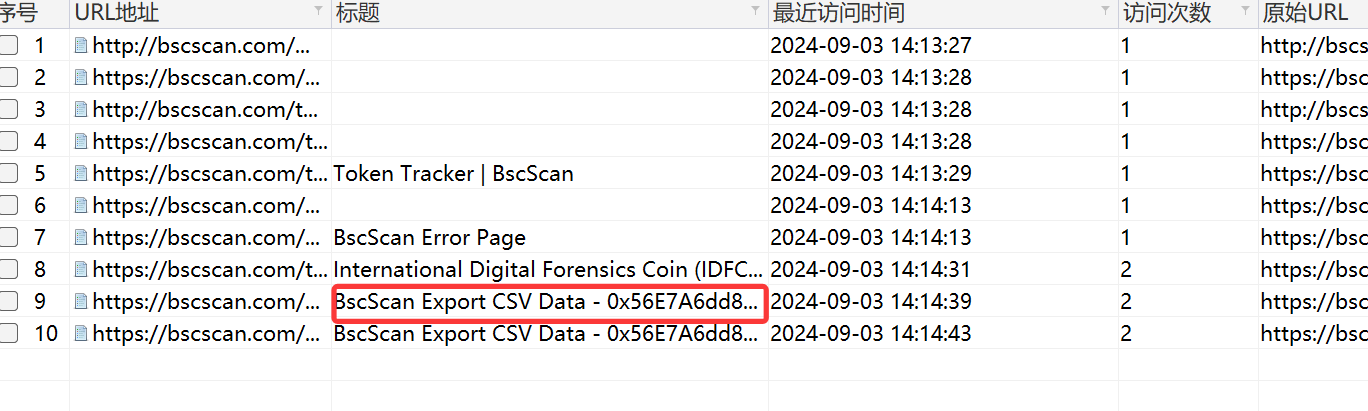 序号 URL地址 标题 最近访问时间 访问次数 原始URL
1 http://bscscan.com/... 2024-09-03 14:13:27 1 http://bscs
2 https://bscscan.com/... 2024-09-03 14:13:28 1 https://bsc
3 http://bscscan.com/t... 2024-09-03 14:13:28 1 http://bscs
4 https://bscscan.com/t... 2024-09-03 14:13:28 1 https://bsc
5 https://bscscan.com/t... Token Tracker | BscScan 2024-09-03 14:13:29 1 https://bsc
6 https://bscscan.com/... 2024-09-03 14:14:13 1 https://bsc
7 https://bscscan.com/... BscScan Error Page 2024-09-03 14:14:13 1 https://bsc
8 https://bscscan.com/t... International Digital Forensics Coin (IDFC... 2024-09-03 14:14:31 2 https://bsc
9 https://bscscan.com/... BscScan Export CSV Data - 0x56E7A6dd8... 2024-09-03 14:14:39 2 https://bsc
10 https://bscscan.com/... BscScan Export CSV Data - 0x56E7A6dd8... 2024-09-03 14:14:43 2 https://bsc